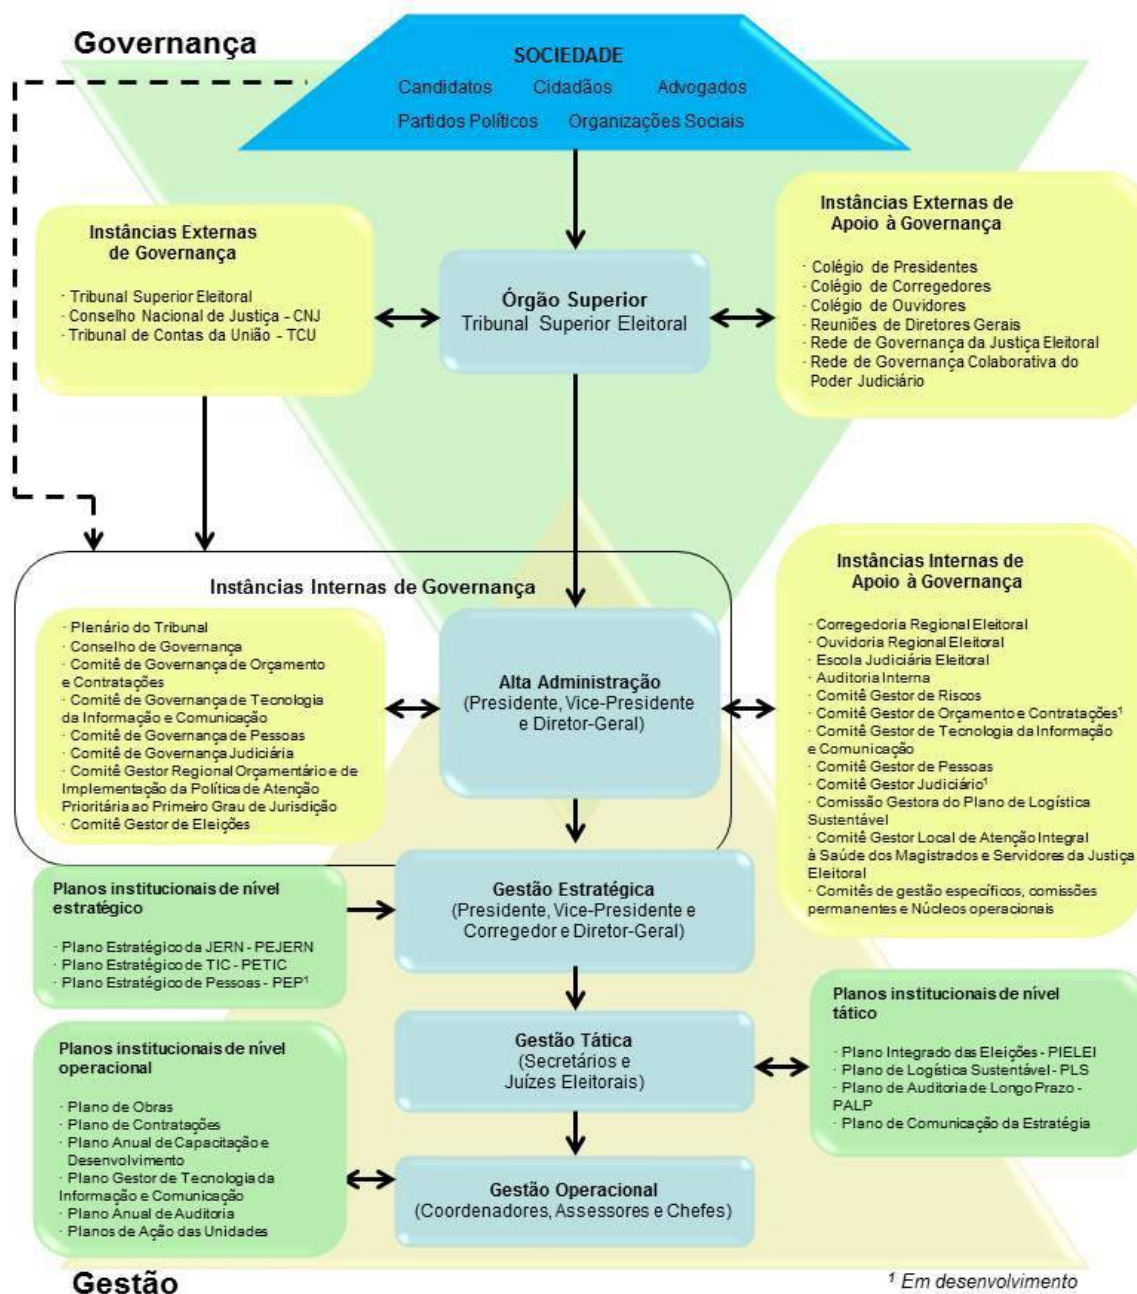 Governança
SOCIEDADE
Candidatos Cidadãos Advogados
Partidos Políticos Organizações Sociais
Instâncias Externas
de Governança
· Tribunal Superior Eleitoral
· Conselho Nacional de Justiça - CNJ
· Tribunal de Contas da União - TCU
Órgão Superior
Tribunal Superior Eleitoral
Instâncias Externas de
Apoio à Governança
· Colégio de Presidentes
· Colégio de Corregedores
· Colégio de Ouvidores
· Reuniões de Diretores Gerais
· Rede de Governança da Justiça Eleitoral
· Rede de Governança Colaborativa do
Poder Judiciário
Instâncias Internas de Governança
· Plenário do Tribunal
· Conselho de Governança
· Comitê de Governança de Orçamento
e Contratações
· Comitê de Governança de Tecnologia
da Informação e Comunicação
· Comitê de Governança de Pessoas
· Comitê de Governança Judiciária
· Comitê Gestor Regional Orçamentário e de
Implementação da Política de Atenção
Prioritária ao Primeiro Grau de Jurisdição
· Comitê Gestor de Eleições
Alta Administração
(Presidente, Vice-Presidente
e Diretor-Geral)
Instâncias Internas de
Apoio à Governança
· Corregedoria Regional Eleitoral
· Ouvidoria Regional Eleitoral
· Escola Judiciária Eleitoral
· Auditoria Interna
· Comitê Gestor de Riscos
· Comitê Gestor de Orçamento e Contratações¹
· Comitê Gestor de Tecnologia da Informação
e Comunicação
· Comitê Gestor de Pessoas
· Comitê Gestor Judiciário¹
· Comissão Gestora do Plano de Logística
Sustentável
· Comitê Gestor Local de Atenção Integral
à Saúde dos Magistrados e Servidores da Justiça
Eleitoral
· Comitês de gestão específicos, comissões
permanentes e Núcleos operacionais
Planos institucionais de nível
estratégico
· Plano Estratégico da JERN - PEJERN
· Plano Estratégico de TIC - PETIC
· Plano Estratégico de Pessoas - PEP¹
Gestão Estratégica
(Presidente, Vice-Presidente e
Corregedor e Diretor-Geral)
Gestão Tática
(Secretários e
Juízes Eleitorais)
Planos institucionais de nível
tático
· Plano Integrado das Eleições - PIELEI
· Plano de Logística Sustentável - PLS
· Plano de Auditoria de Longo Prazo -
PALP
· Plano de Comunicação da Estratégia
Planos institucionais de nível
operacional
· Plano de Obras
· Plano de Contratações
· Plano Anual de Capacitação e
Desenvolvimento
· Plano Gestor de Tecnologia da
Informação e Comunicação
· Plano Anual de Auditoria
· Planos de Ação das Unidades
Gestão Operacional
(Coordenadores, Assessores e Chefes)
Gestão
¹ Em desenvolvimento